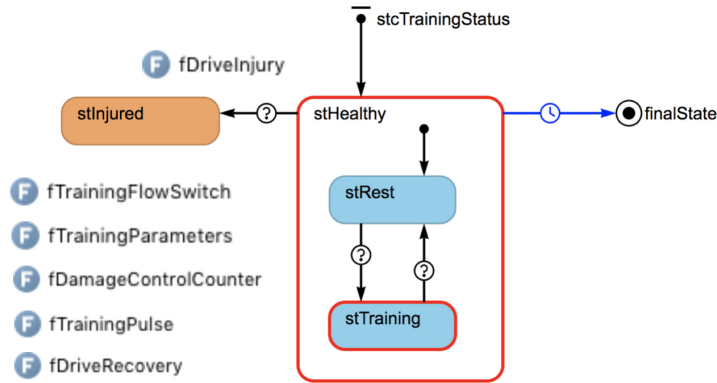 stcTrainingStatus
F fDriveInjury
stInjured
?
stHealthy
finalState
F fTrainingFlowSwitch
stRest
F fTrainingParameters
? ?
F fDamageControlCounter
F fTrainingPulse
stTraining
F fDriveRecovery